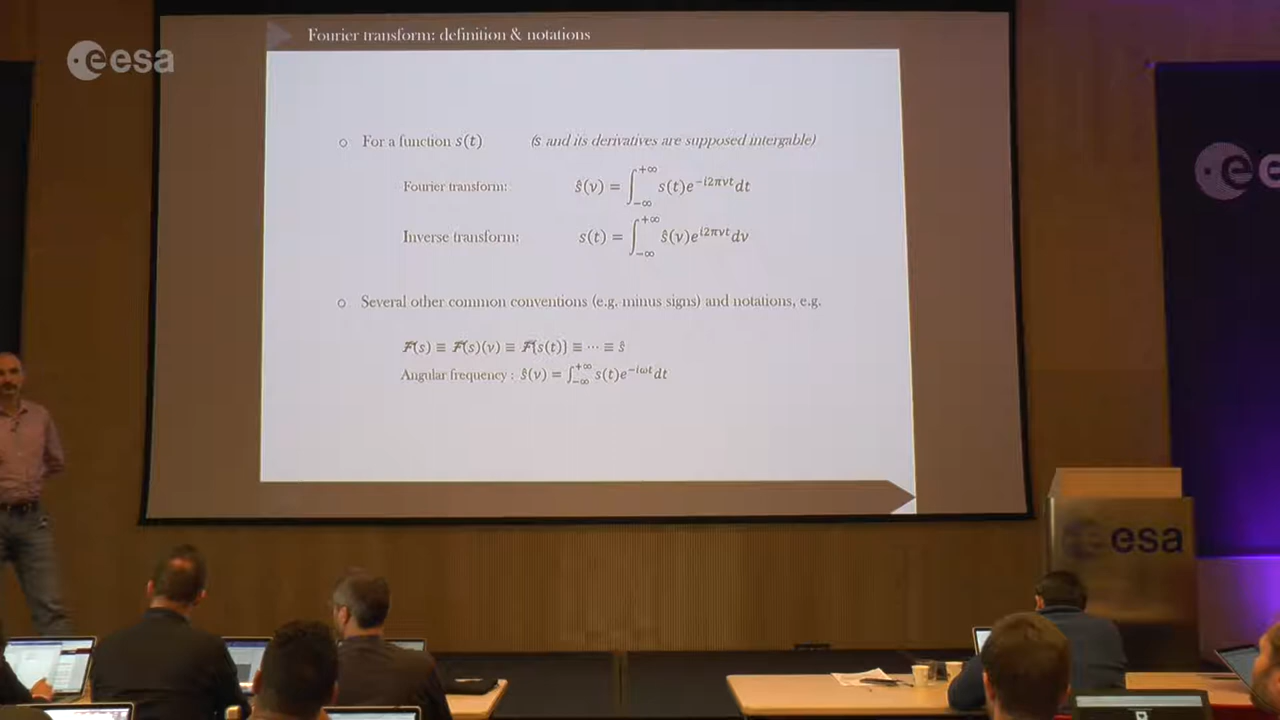 Fourier transform: definition & notations
esa
○ For a function s(t) (s and its derivatives are supposed intergable)
Fourier transform: ŝ(ν) = ∫_{−∞}^{+∞} s(t)e^{−i2πνt}dt
Inverse transform: s(t) = ∫_{−∞}^{+∞} ŝ(ν)e^{i2πνt}dν
○ Several other common conventions (e.g. minus signs) and notations, e.g.
ℱ(s) ≡ ℱ(s)(ν) ≡ ℱ[s(t)] ≡ ⋯ ≡ ŝ
Angular frequency : ŝ(ν) = ∫_{−∞}^{+∞} s(t)e^{−iωt}dt
esa